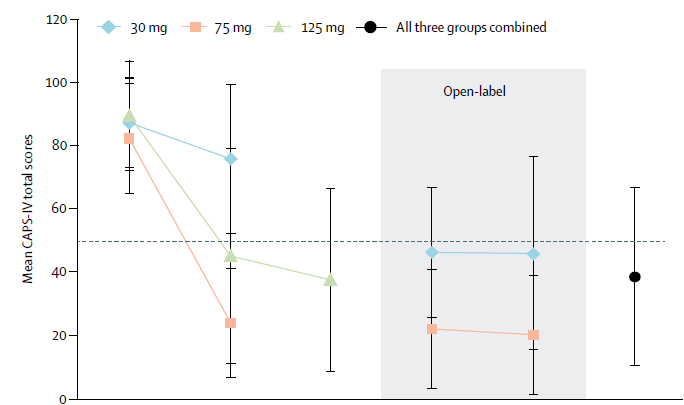 30 mg 75 mg 125 mg All three groups combined
Open-label
Mean CAPS-IV total scores
120
100
80
60
40
20
0